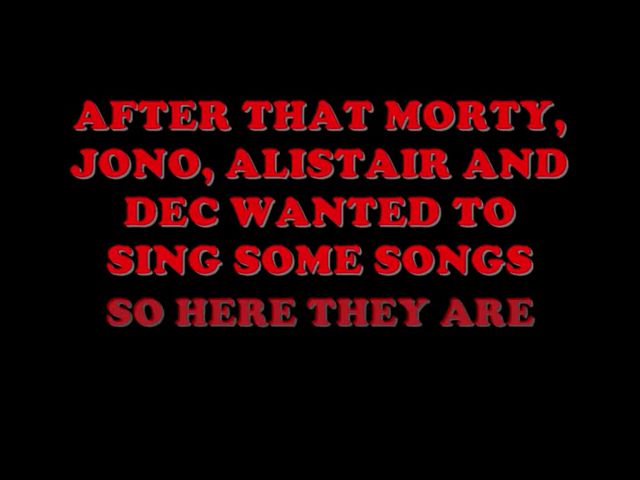 AFTER THAT MORTY,
JONO, ALISTAIR AND
DEC WANTED TO
SING SOME SONGS
SO HERE THEY ARE